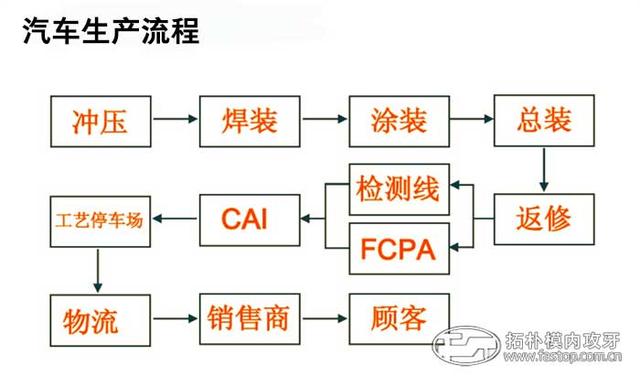 汽车生产流程
冲压
焊装
涂装
总装
工艺停车场
CAI
检测线
FCPA
返修
物流
销售商
顾客
拓朴模内攻牙
www.fastop.com.cn